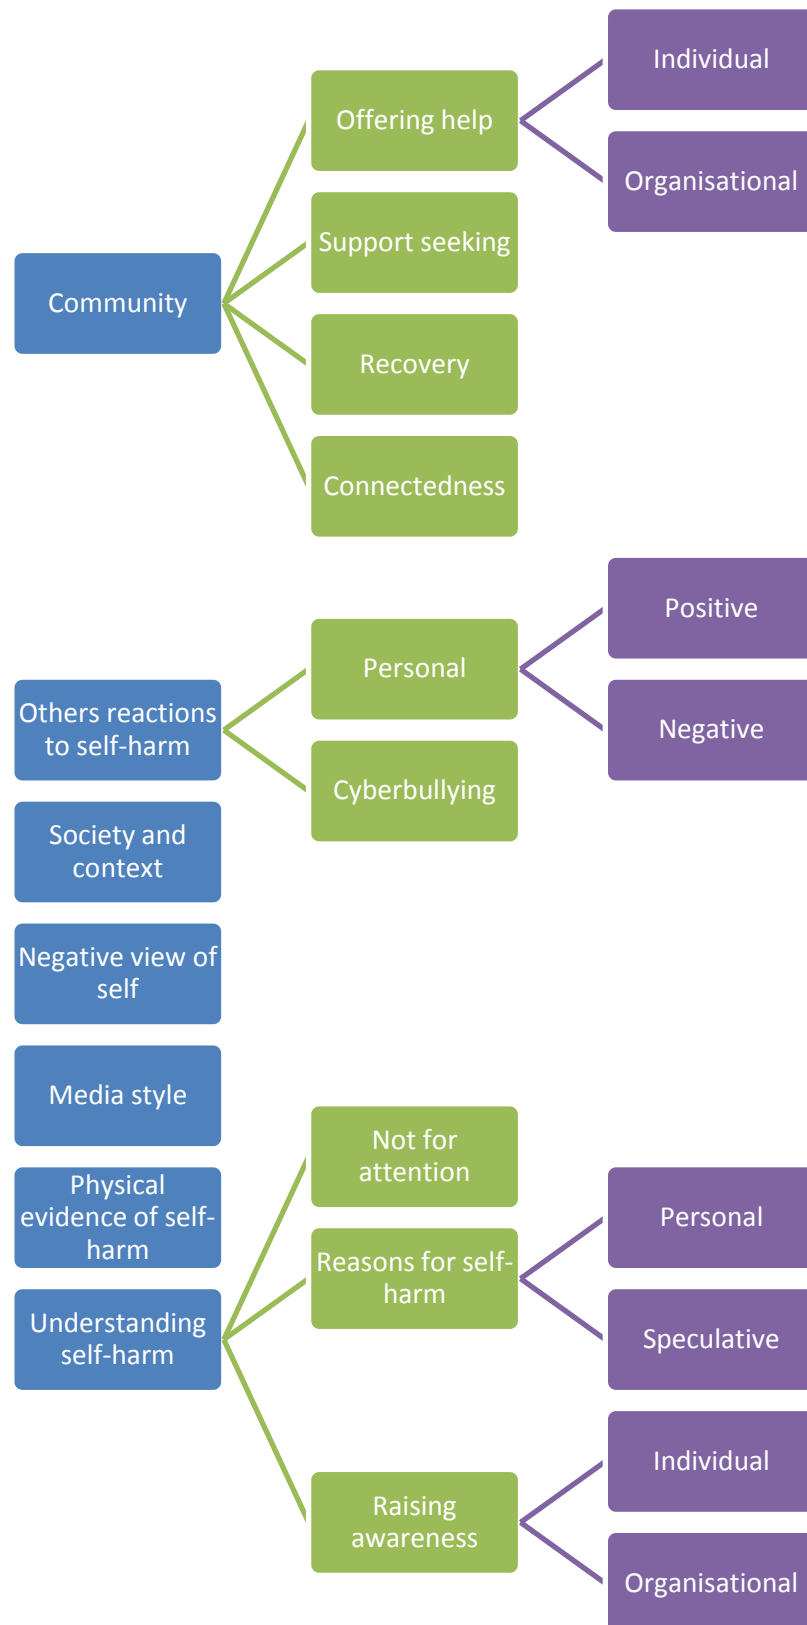 Individual
Offering help
Organisational
Support seeking
Community
Recovery
Connectedness
Positive
Personal
Others reactions
to self-harm
Negative
Cyberbullying
Society and
context
Negative view of
self
Media style
Not for
attention
Physical
evidence of self-
harm
Personal
Reasons for self-
harm
Understanding
self-harm
Speculative
Individual
Raising
awareness
Organisational